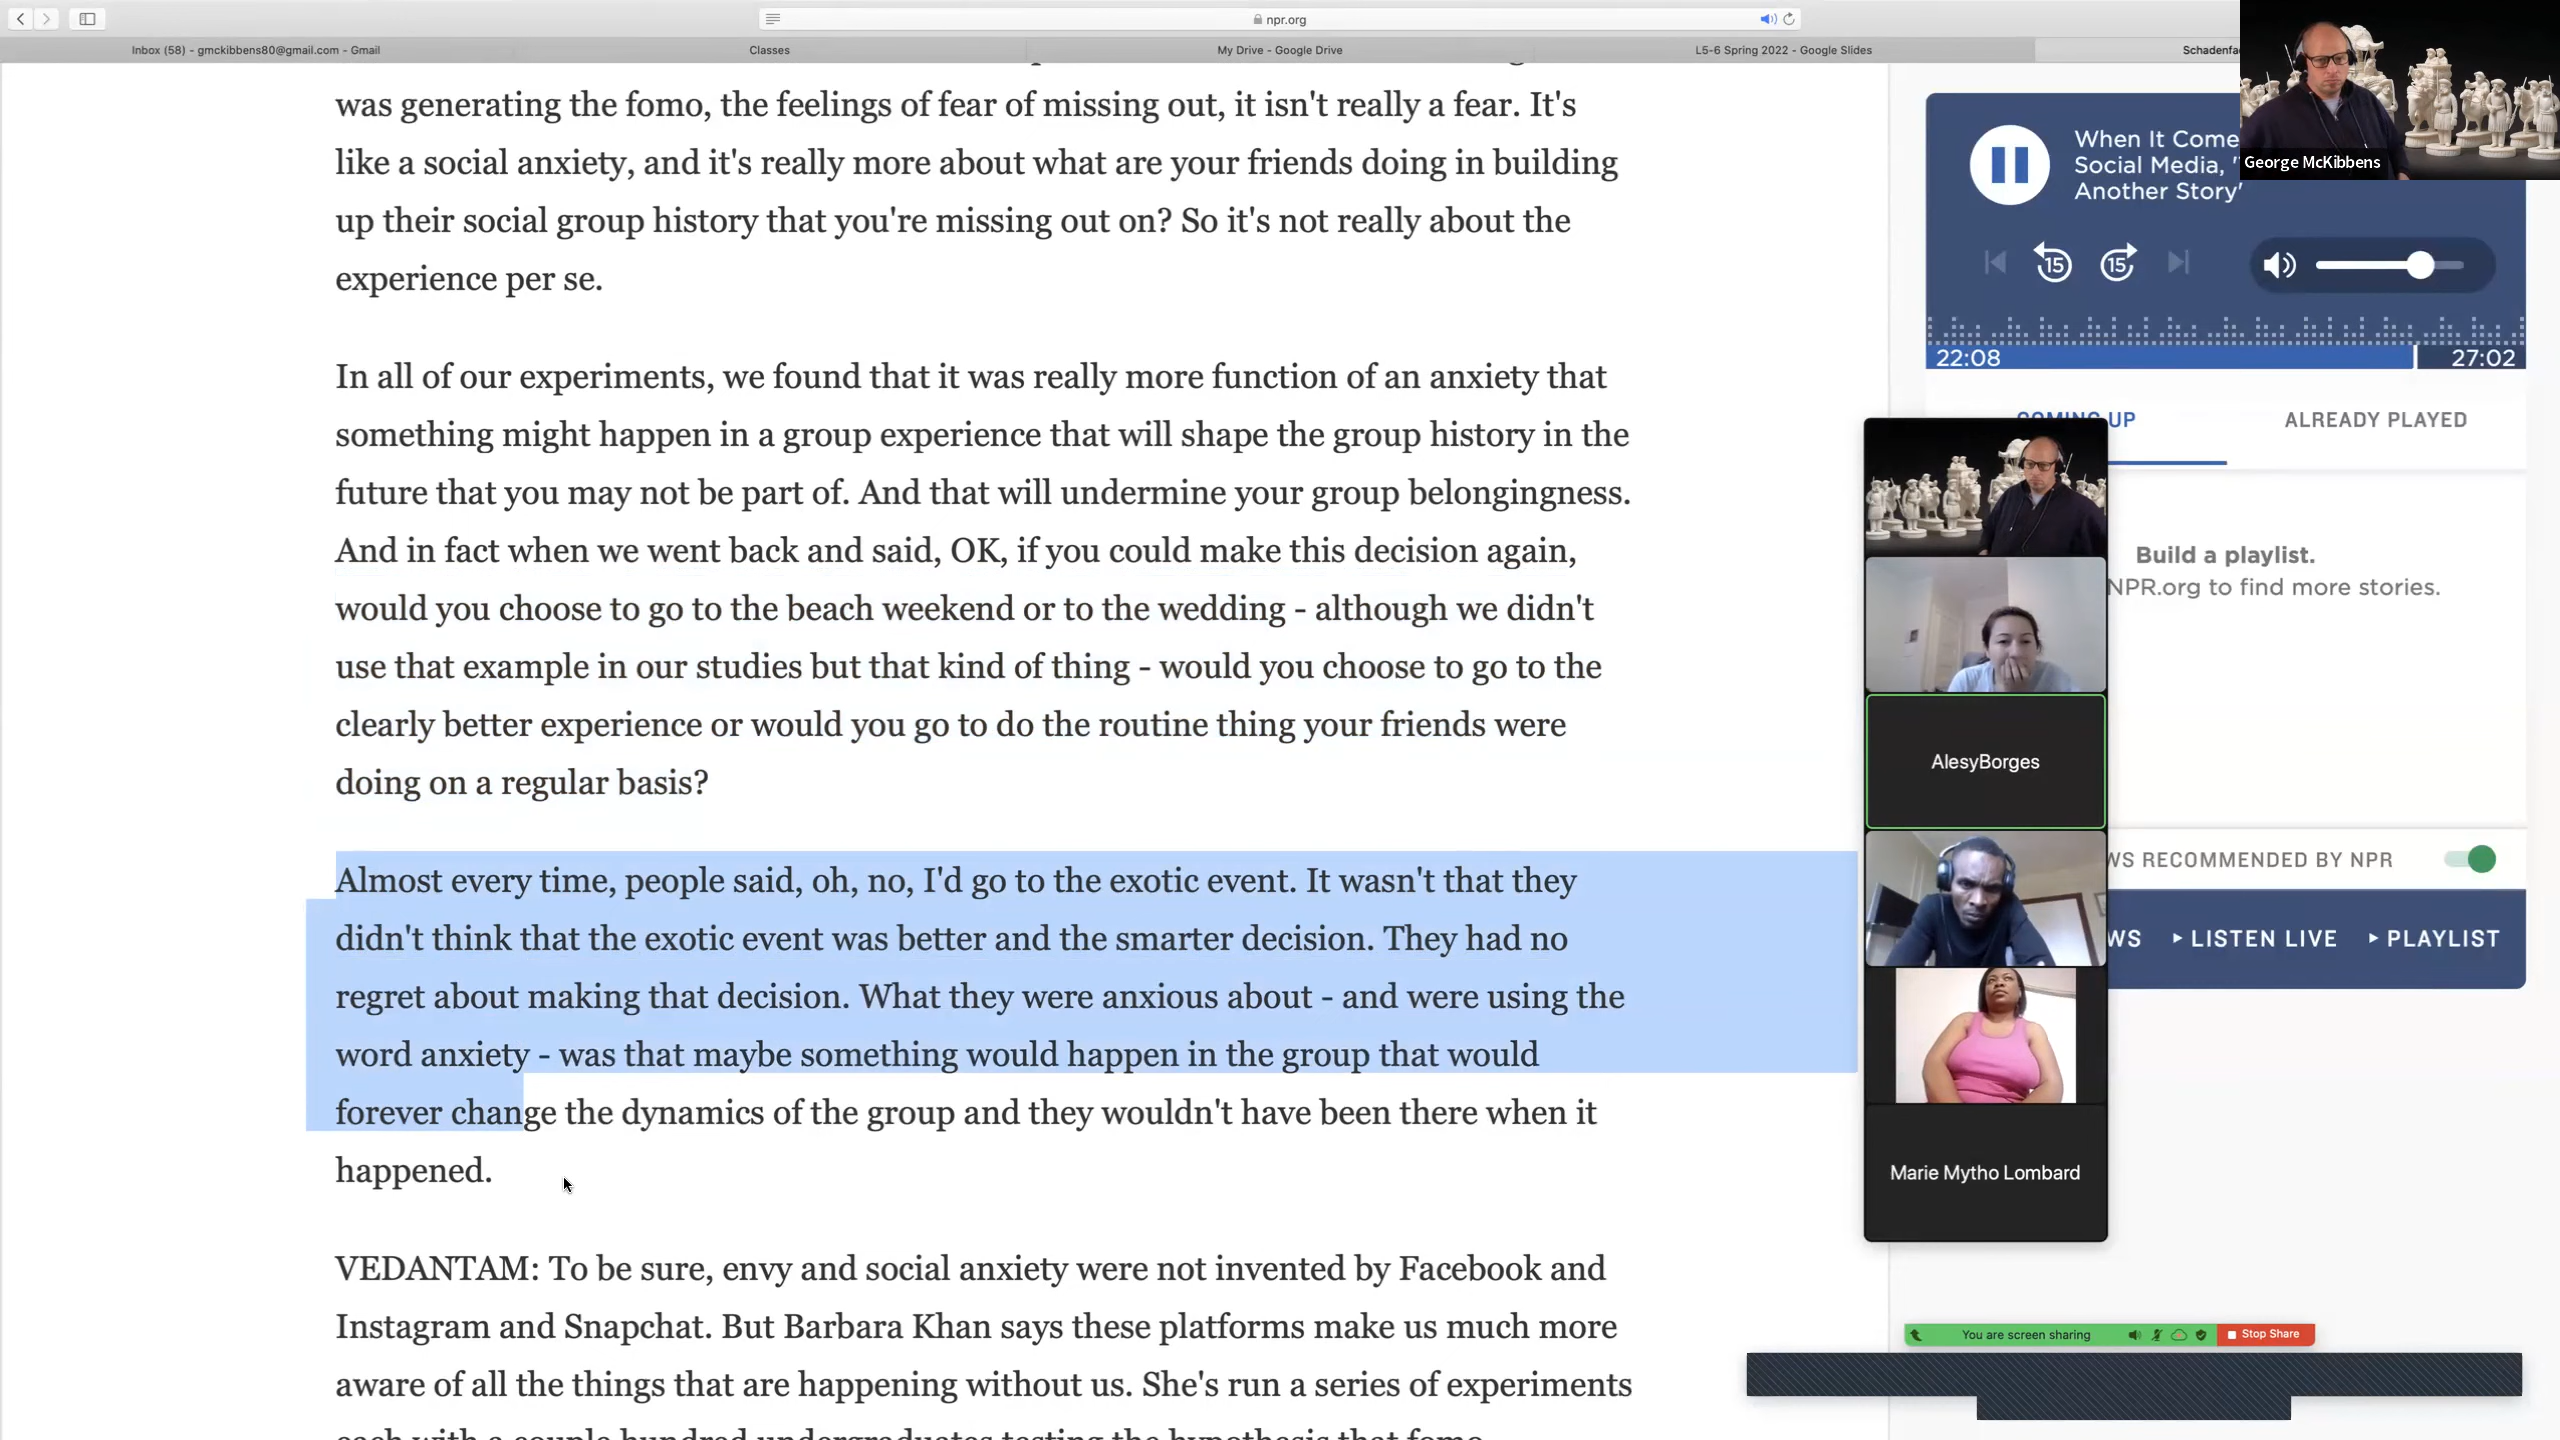 npr.org
Inbox (58) - gmckibbens80@gmail.com - Gmail
Classes
My Drive - Google Drive
L5-6 Spring 2022 - Google Slides
was generating the fomo, the feelings of fear of missing out, it isn't really a fear. It's
like a social anxiety, and it's really more about what are your friends doing in building
up their social group history that you're missing out on? So it's not really about the
experience per se.
In all of our experiments, we found that it was really more function of an anxiety that
something might happen in a group experience that will shape the group history in the
future that you may not be part of. And that will undermine your group belongingness.
And in fact when we went back and said, OK, if you could make this decision again,
would you choose to go to the beach weekend or to the wedding - although we didn't
use that example in our studies but that kind of thing - would you choose to go to the
clearly better experience or would you go to do the routine thing your friends were
doing on a regular basis?
Almost every time, people said, oh, no, I'd go to the exotic event. It wasn't that they
didn't think that the exotic event was better and the smarter decision. They had no
regret about making that decision. What they were anxious about - and were using the
word anxiety - was that maybe something would happen in the group that would
forever change the dynamics of the group and they wouldn't have been there when it
happened.
VEDANTAM: To be sure, envy and social anxiety were not invented by Facebook and
Instagram and Snapchat. But Barbara Khan says these platforms make us much more
aware of all the things that are happening without us. She's run a series of experiments
each with a couple hundred undergraduates testing the hypothesis that fomo
When It Come
Social Media, '
Another Story'
George McKibbens
15
15
22:08
27:02
UP
ALREADY PLAYED
Build a playlist.
NPR.org to find more stories.
AlesyBorges
WS RECOMMENDED BY NPR
WS
LISTEN LIVE
PLAYLIST
Marie Mytho Lombard
You are screen sharing
Stop Share